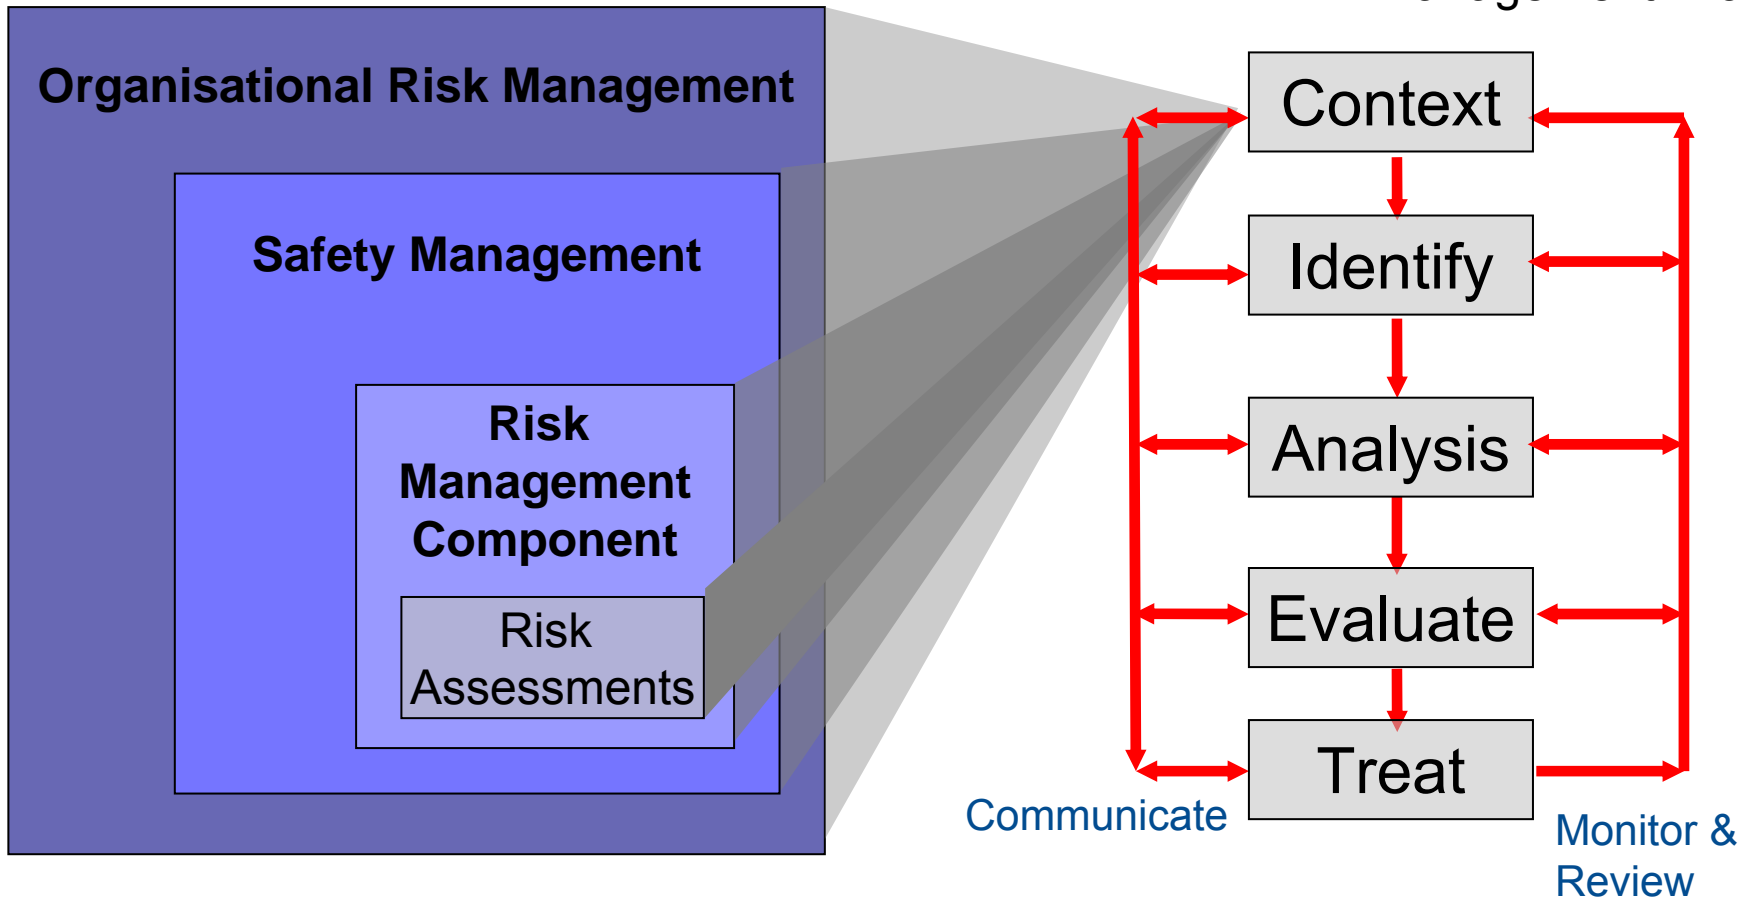 Organisational Risk Management
Safety Management
Risk
Management
Component
Risk
Assessments
Context
Identify
Analysis
Evaluate
Treat
Communicate
Monitor &
Review